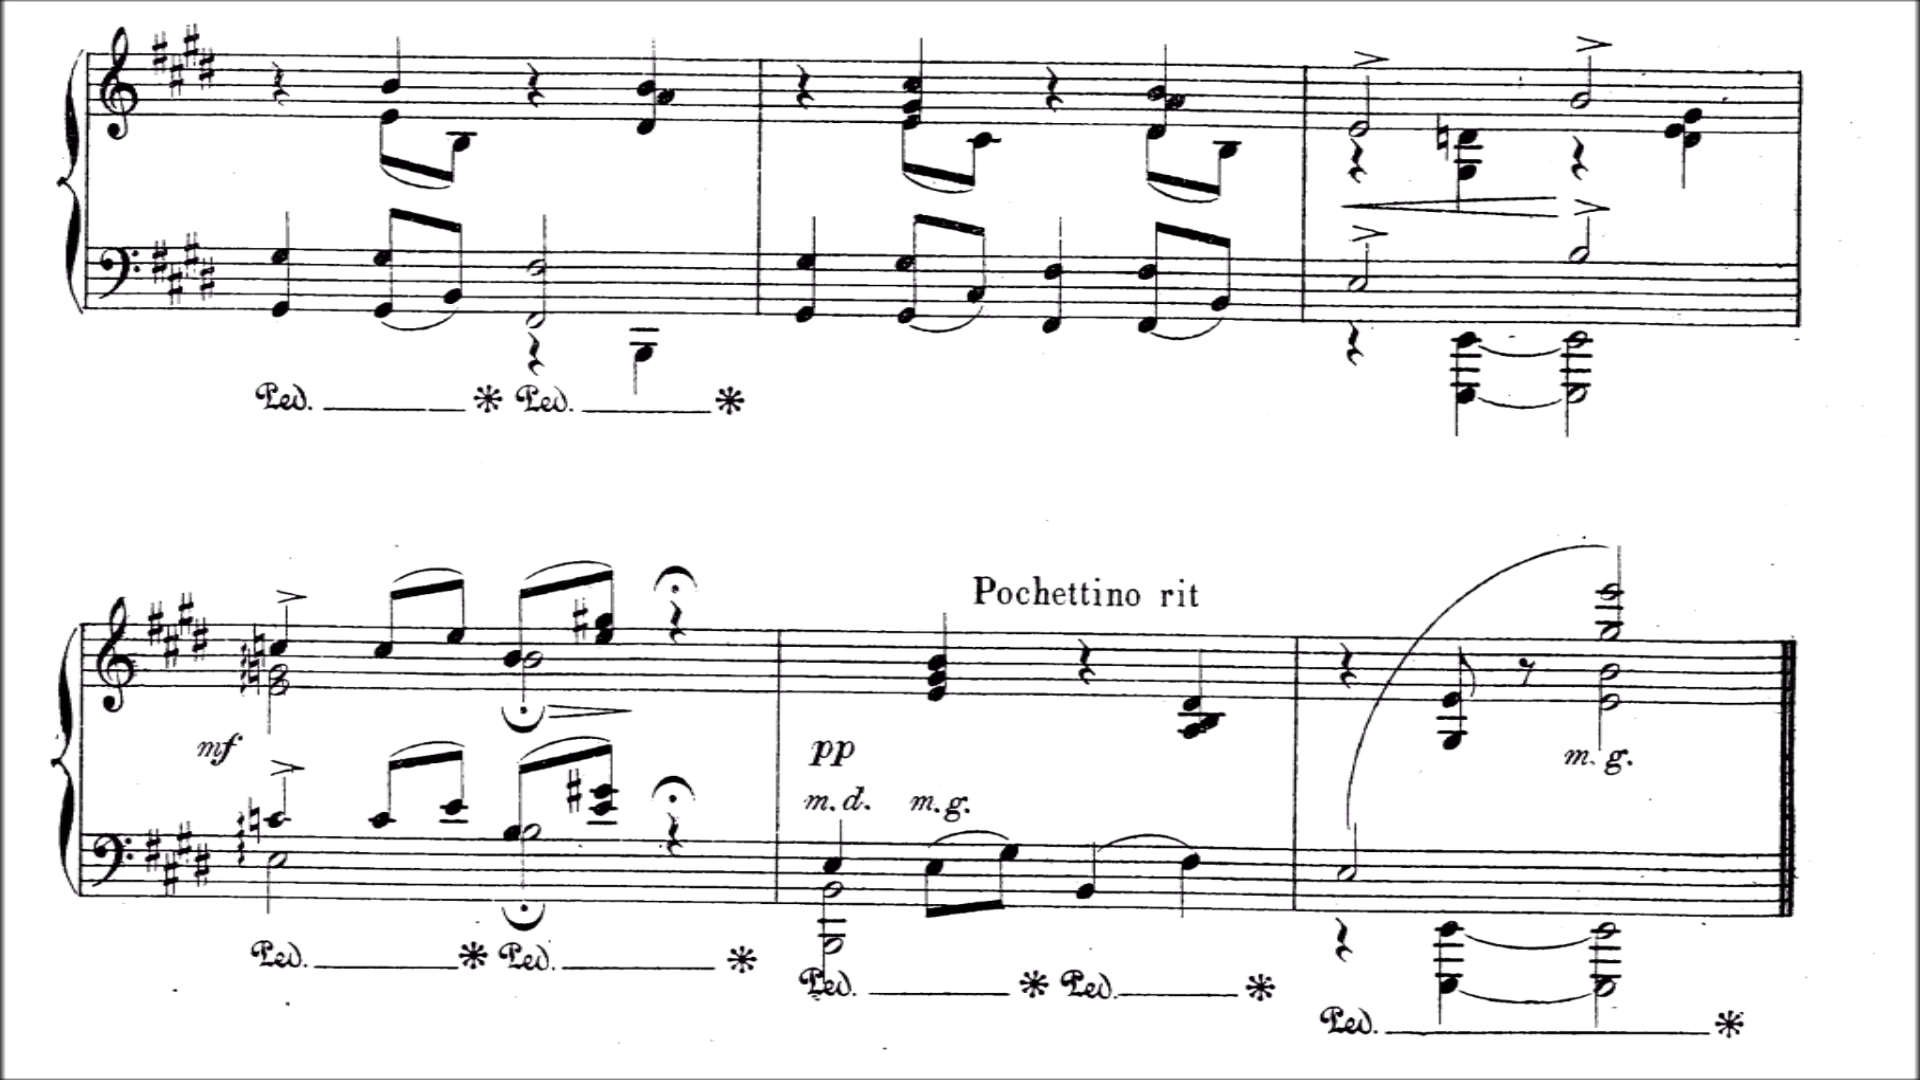 Ped. Ped.
Pochettino rit
mf
pp
m. g.
m. d. m. g.
Ped. Ped. Ped. Ped.
Ped.